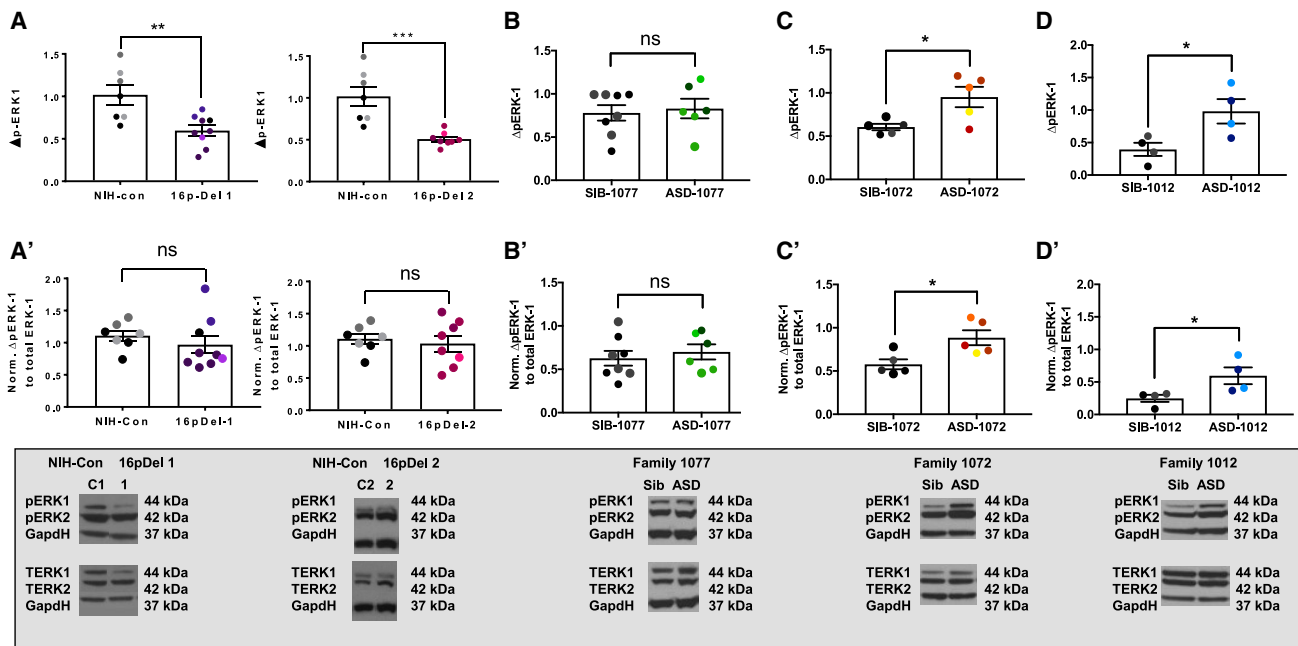 A
B
C
D
▲p-ERK1
1.5
1.0
0.5
0.0
**
NIH-con 16p-Del 1
▲p-ERK1
1.5
1.0
0.5
0.0
***
NIH-con 16p-Del 2
ΔpERK-1
1.5
1.0
0.5
0.0
ns
SIB-1077 ASD-1077
ΔpERK-1
1.5
1.0
0.5
0.0
*
SIB-1072 ASD-1072
ΔpERK-1
2.0
1.5
1.0
0.5
0.0
*
SIB-1012 ASD-1012
A'
B'
C'
D'
Norm. ΔpERK-1
to total ERK-1
2.0
1.5
1.0
0.5
0.0
ns
NIH-Con 16pDel-1
Norm. ΔpERK-1
to total ERK-1
2.0
1.5
1.0
0.5
0.0
ns
NIH-Con 16pDel-2
Norm. ΔpERK-1
to total ERK-1
1.5
1.0
0.5
0.0
ns
SIB-1077 ASD-1077
Norm. ΔpERK-1
to total ERK-1
1.5
1.0
0.5
0.0
*
SIB-1072 ASD-1072
Norm. ΔpERK-1
to total ERK-1
2.0
1.5
1.0
0.5
0.0
*
SIB-1012 ASD-1012
NIH-Con 16pDel 1
C1 1
pERK1 44 kDa
pERK2 42 kDa
GapdH 37 kDa
TERK1 44 kDa
TERK2 42 kDa
GapdH 37 kDa
NIH-Con 16pDel 2
C2 2
pERK1 44 kDa
pERK2 42 kDa
GapdH 37 kDa
TERK1 44 kDa
TERK2 42 kDa
GapdH 37 kDa
Family 1077
Sib ASD
pERK1 44 kDa
pERK2 42 kDa
GapdH 37 kDa
TERK1 44 kDa
TERK2 42 kDa
GapdH 37 kDa
Family 1072
Sib ASD
pERK1 44 kDa
pERK2 42 kDa
GapdH 37 kDa
TERK1 44 kDa
TERK2 42 kDa
GapdH 37 kDa
Family 1012
Sib ASD
pERK1 44 kDa
pERK2 42 kDa
GapdH 37 kDa
TERK1 44 kDa
TERK2 42 kDa
GapdH 37 kDa